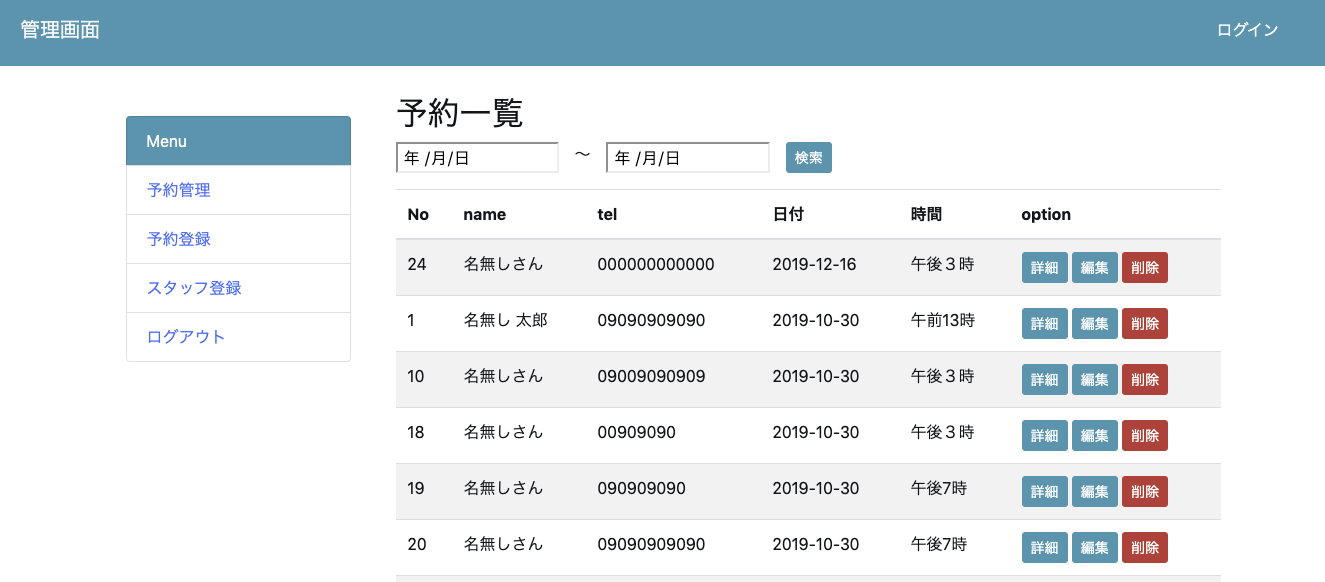 管理画面 ログイン
Menu
予約管理
予約登録
スタッフ登録
ログアウト
予約一覧
年 /月/日 ～ 年 /月/日 検索
No name tel 日付 時間 option
24 名無しさん 000000000000 2019-12-16 午後３時 詳細 編集 削除
1 名無し 太郎 09090909090 2019-10-30 午前13時 詳細 編集 削除
10 名無しさん 09009090909 2019-10-30 午後３時 詳細 編集 削除
18 名無しさん 00909090 2019-10-30 午後３時 詳細 編集 削除
19 名無しさん 090909090 2019-10-30 午後7時 詳細 編集 削除
20 名無しさん 09090909090 2019-10-30 午後7時 詳細 編集 削除